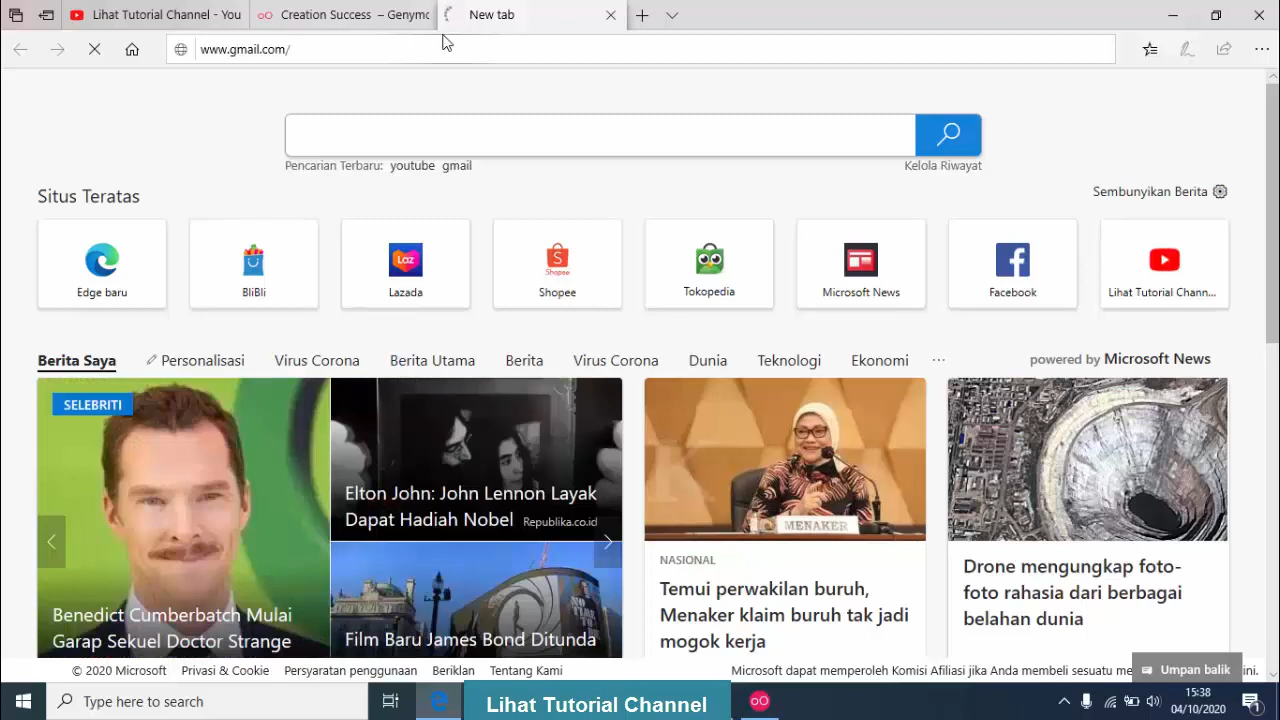 Lihat Tutorial Channel - You
Creation Success – Genymo
New tab
www.gmail.com/
Pencarian Terbaru: youtube gmail
Kelola Riwayat
Situs Teratas
Sembunyikan Berita
Edge baru
BliBli
Laz
Lazada
Shopee
Shopee
Tokopedia
Microsoft News
Facebook
Lihat Tutorial Chann...
Berita Saya
Personalisasi
Virus Corona
Berita Utama
Berita
Virus Corona
Dunia
Teknologi
Ekonomi
powered by Microsoft News
SELEBRITI
Benedict Cumberbatch Mulai
Garap Sekuel Doctor Strange
Elton John: John Lennon Layak
Dapat Hadiah Nobel Republika.co.id
Film Baru James Bond Ditunda
MENAKER
NASIONAL
Temui perwakilan buruh,
Menaker klaim buruh tak jadi
mogok kerja
Drone mengungkap foto-
foto rahasia dari berbagai
belahan dunia
© 2020 Microsoft
Privasi & Cookie
Persyaratan penggunaan
Beriklan
Tentang Kami
Microsoft dapat memperoleh Komisi Afiliasi jika Anda membeli sesuatu
Umpan balik
Type here to search
Lihat Tutorial Channel
15:38
04/10/2020
1